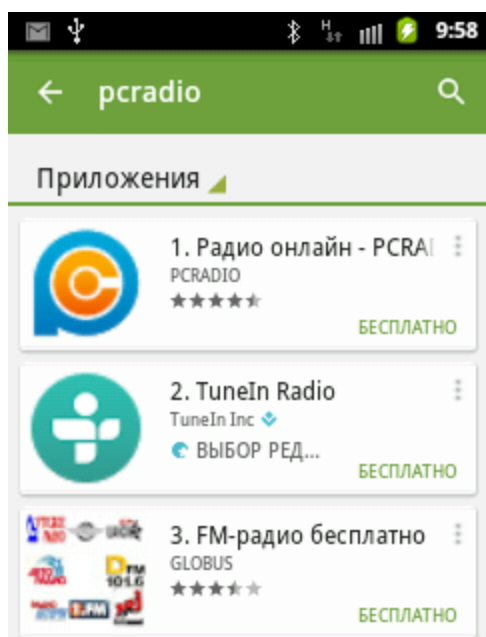 H
9:58
pcradio
Приложения
1. Радио онлайн - PCRA
PCRADIO
БЕСПЛАТНО
2. TuneIn Radio
TuneIn Inc
ВЫБОР РЕД...
БЕСПЛАТНО
3. FM-радио бесплатно
GLOBUS
БЕСПЛАТНО